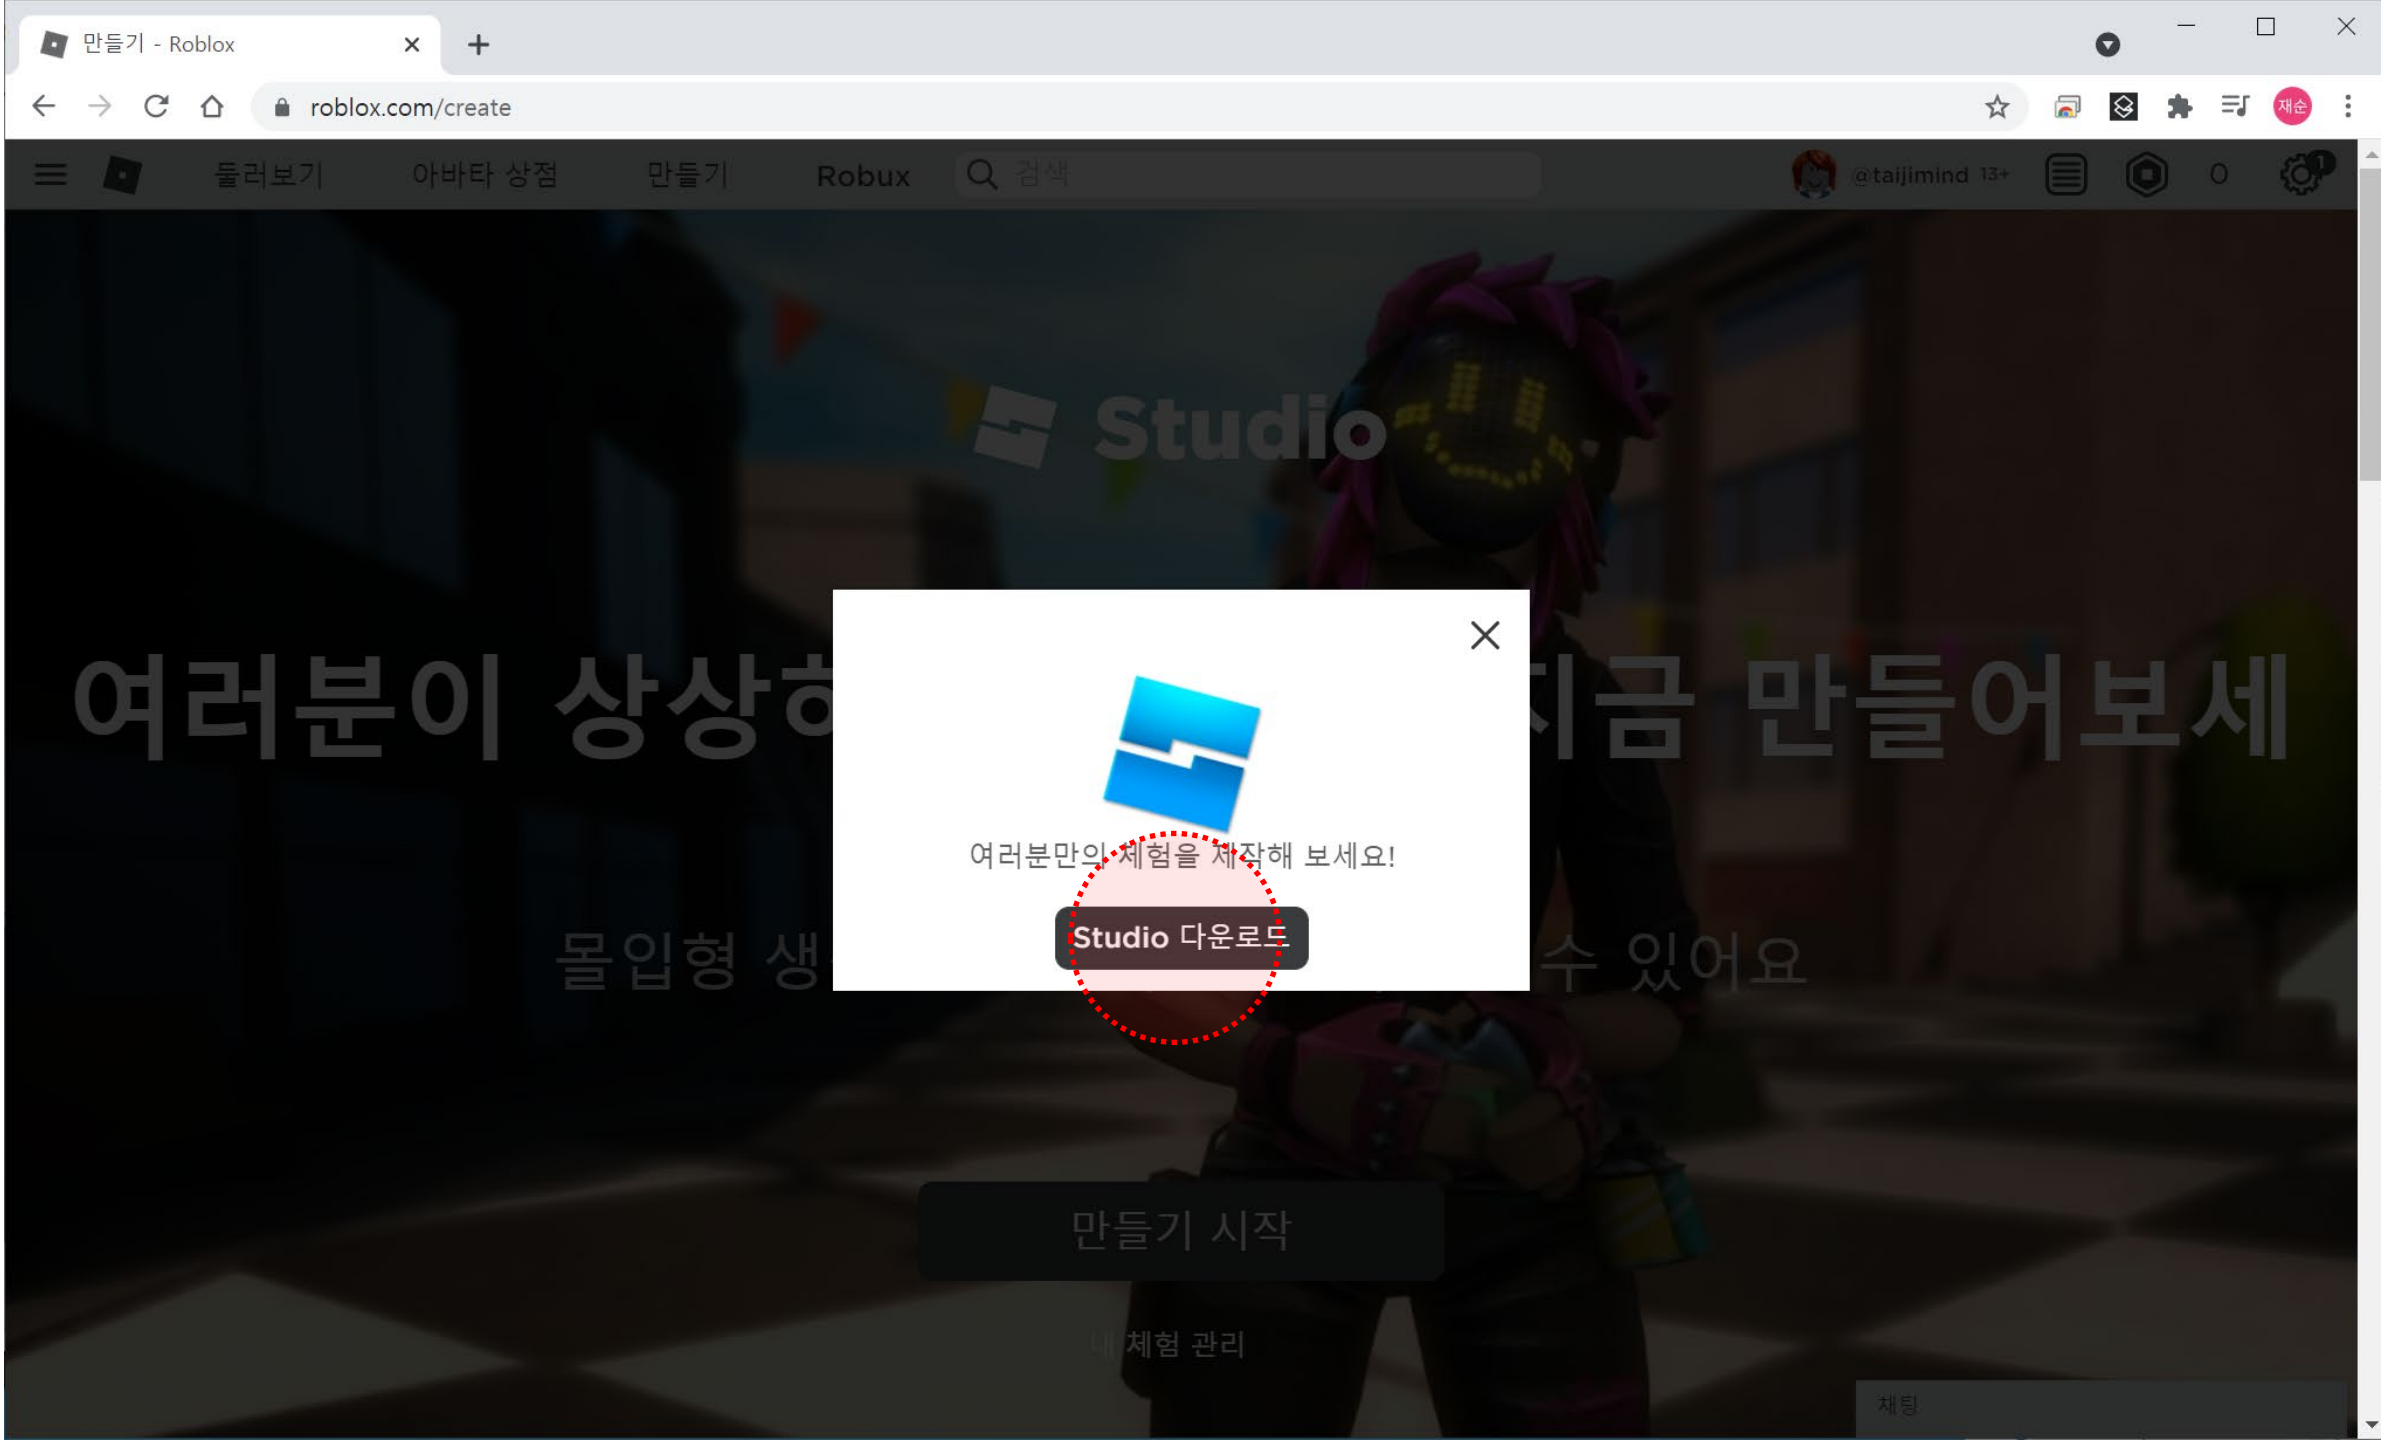 만들기 - Roblox
roblox.com/create
재순
둘러보기 아바타 상점 만들기 Robux 검색 @taijimind 13+ 0 1
Studio
여러분이 상상하 지금 만들어보세
여러분만의 체험을 제작해 보세요!
Studio 다운로드
몰입형 생 수 있어요
만들기 시작
내 체험 관리
채팅